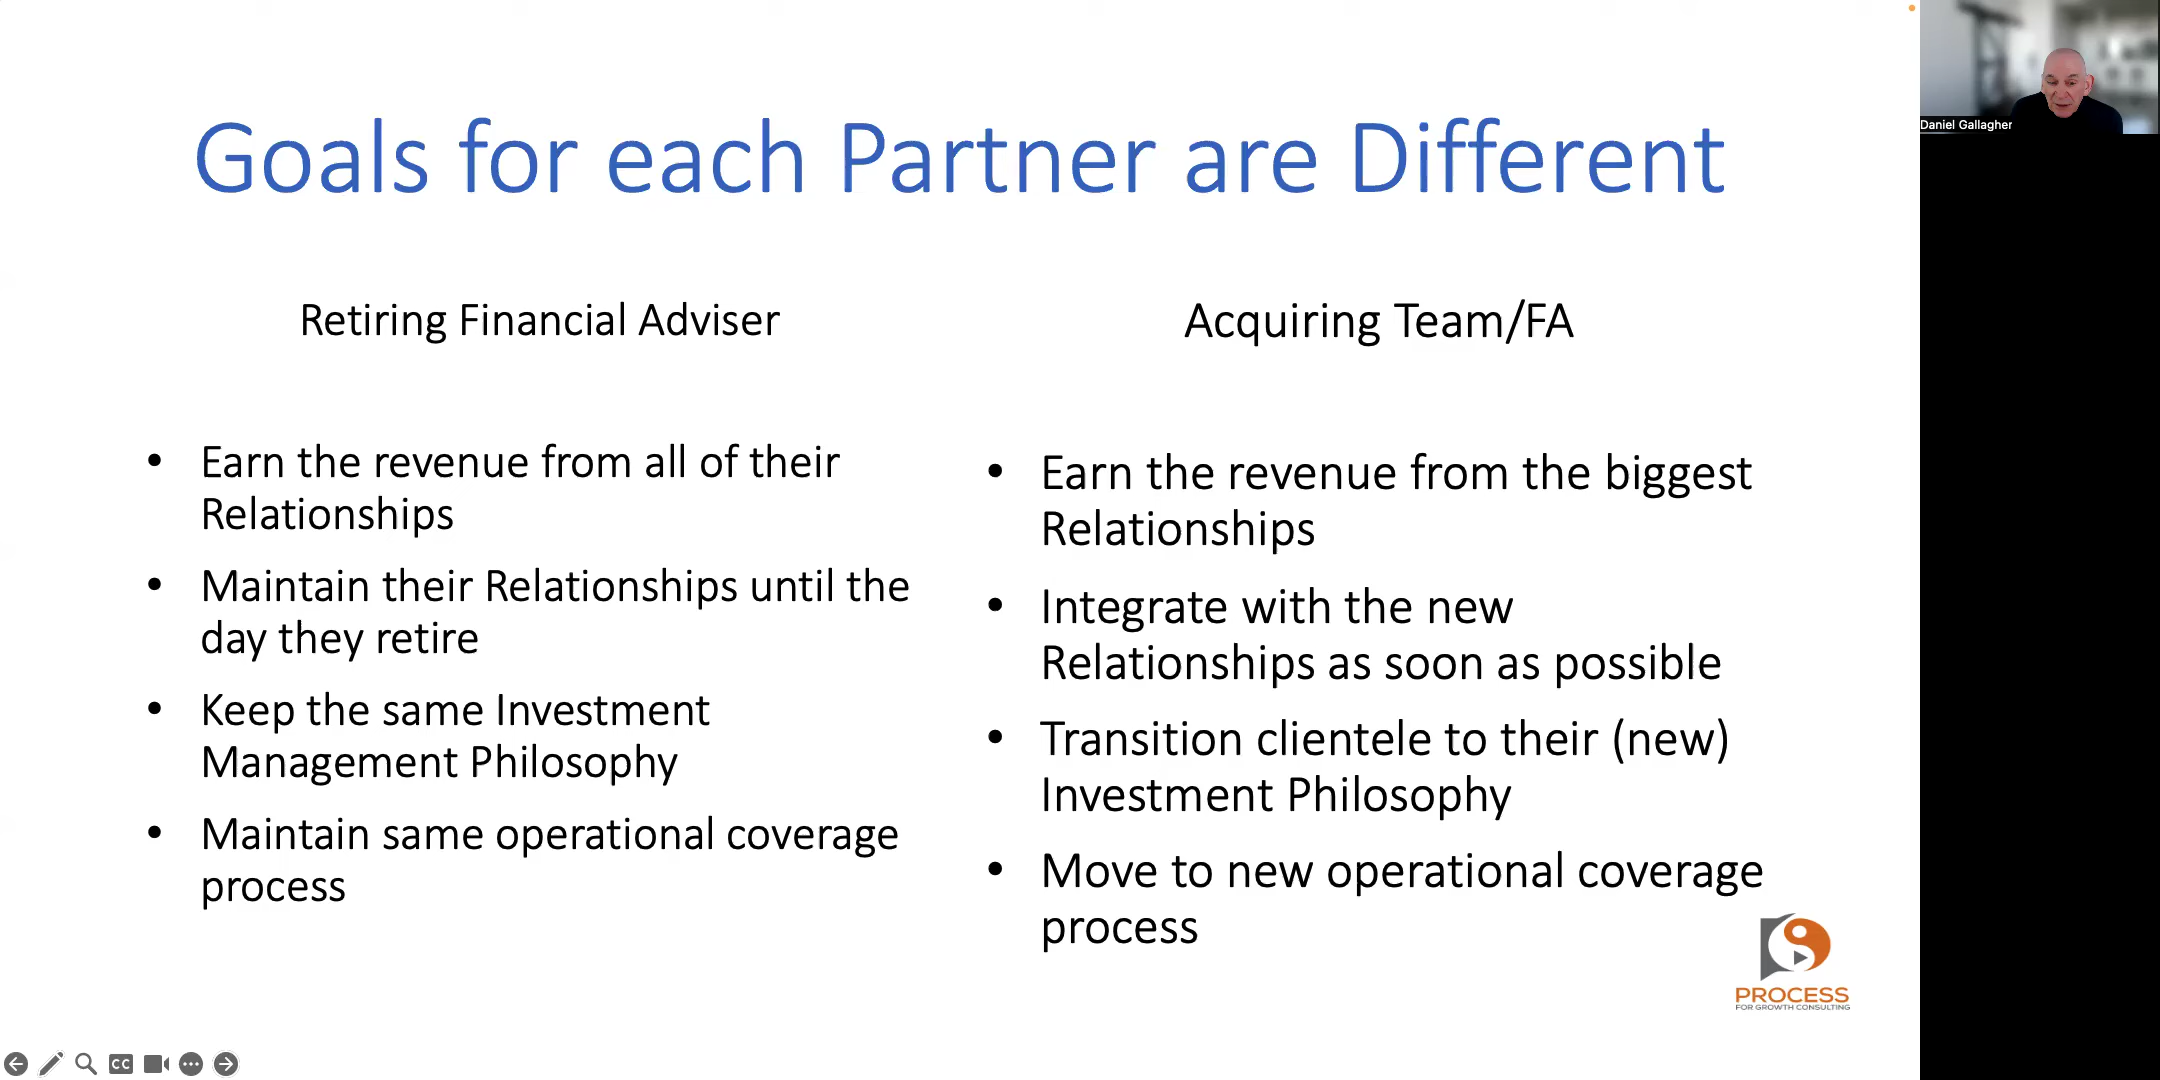 Goals for each Partner are Different
Daniel Gallagher
Retiring Financial Adviser
• Earn the revenue from all of their
Relationships
• Maintain their Relationships until the
day they retire
• Keep the same Investment
Management Philosophy
• Maintain same operational coverage
process
Acquiring Team/FA
• Earn the revenue from the biggest
Relationships
• Integrate with the new
Relationships as soon as possible
• Transition clientele to their (new)
Investment Philosophy
• Move to new operational coverage
process
PROCESS
FOR GROWTH CONSULTING
CC